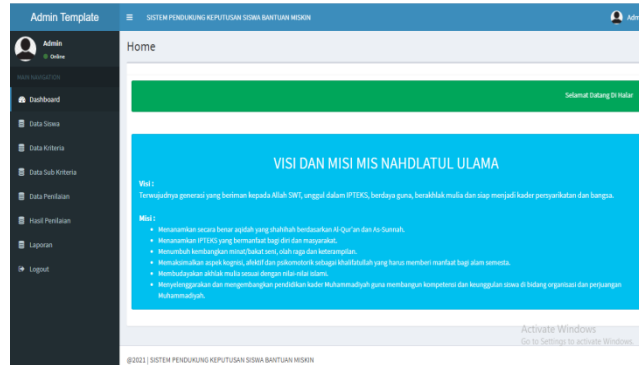 Admin Template
SISTEM PENDUKUNG KEPUTUSAN SISWA BANTUAN MISKIN
Adm
Admin
Online
MAIN NAVIGATION
Dashboard
Data Siswa
Data Kriteria
Data Sub Kriteria
Data Penilaian
Hasil Penilaian
Laporan
Logout
Home
Selamat Datang Di Halar
VISI DAN MISI MIS NAHDLATUL ULAMA
Visi :
Terwujudnya generasi yang beriman kepada Allah SWT, unggul dalam IPTEKS, berdaya guna, berakhlak mulia dan siap menjadi kader persyarikatan dan bangsa.
Misi :
Menanamkan secara benar aqidah yang shahihah berdasarkan Al-Qur'an dan As-Sunnah.
Menanamkan IPTEKS yang bermanfaat bagi diri dan masyarakat.
Menumbuh kembangkan minat/bakat seni, olah raga dan keterampilan.
Memaksimalkan aspek kognisi, afektif dan psikomotorik sebagai khalifatullah yang harus memberi manfaat bagi alam semesta.
Membudayakan akhlak mulia sesuai dengan nilai-nilai islami.
Menyelenggarakan dan mengembangkan pendidikan kader Muhammadiyah guna membangun kompetensi dan keunggulan siswa di bidang organisasi dan perjuangan
Muhammadiyah.
Activate Windows
Go to Settings to activate Windows.
@2021 | SISTEM PENDUKUNG KEPUTUSAN SISWA BANTUAN MISKIN